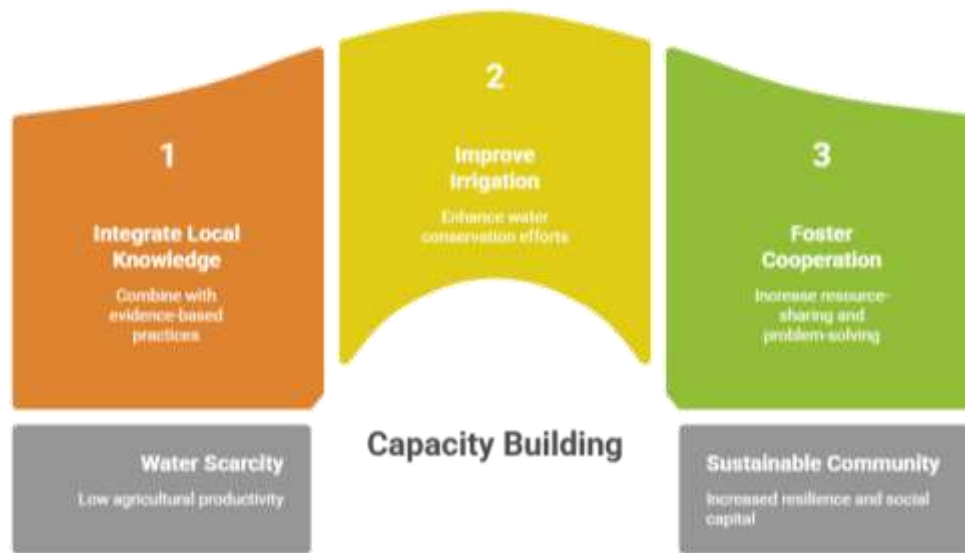 1
Integrate Local
Knowledge
Combine with
evidence-based
practices
2
Improve
Irrigation
Enhance water
conservation efforts
3
Foster
Cooperation
Increase resource-
sharing and
problem-solving
Water Scarcity
Low agricultural productivity
Capacity Building
Sustainable Community
Increased resilience and social
capital